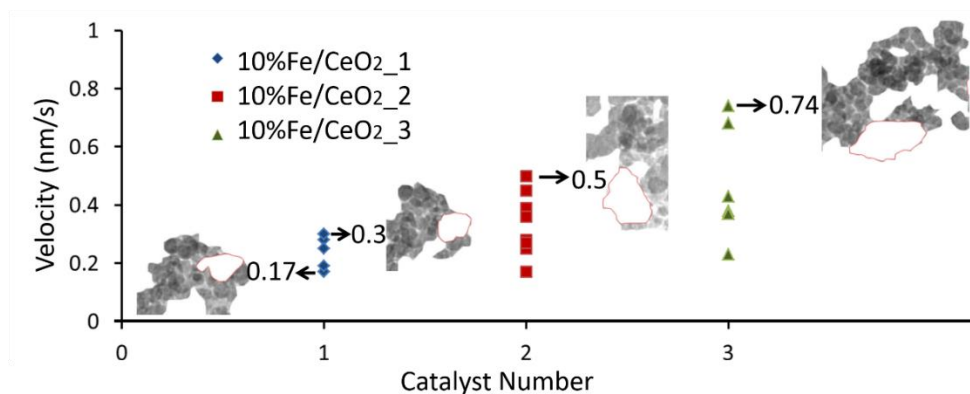 1
0.8
0.6
0.4
0.2
0
Velocity (nm/s)
10%Fe/CeO2_1
10%Fe/CeO2_2
10%Fe/CeO2_3
0.17
0.3
0.5
0.74
0 1 2 3
Catalyst Number